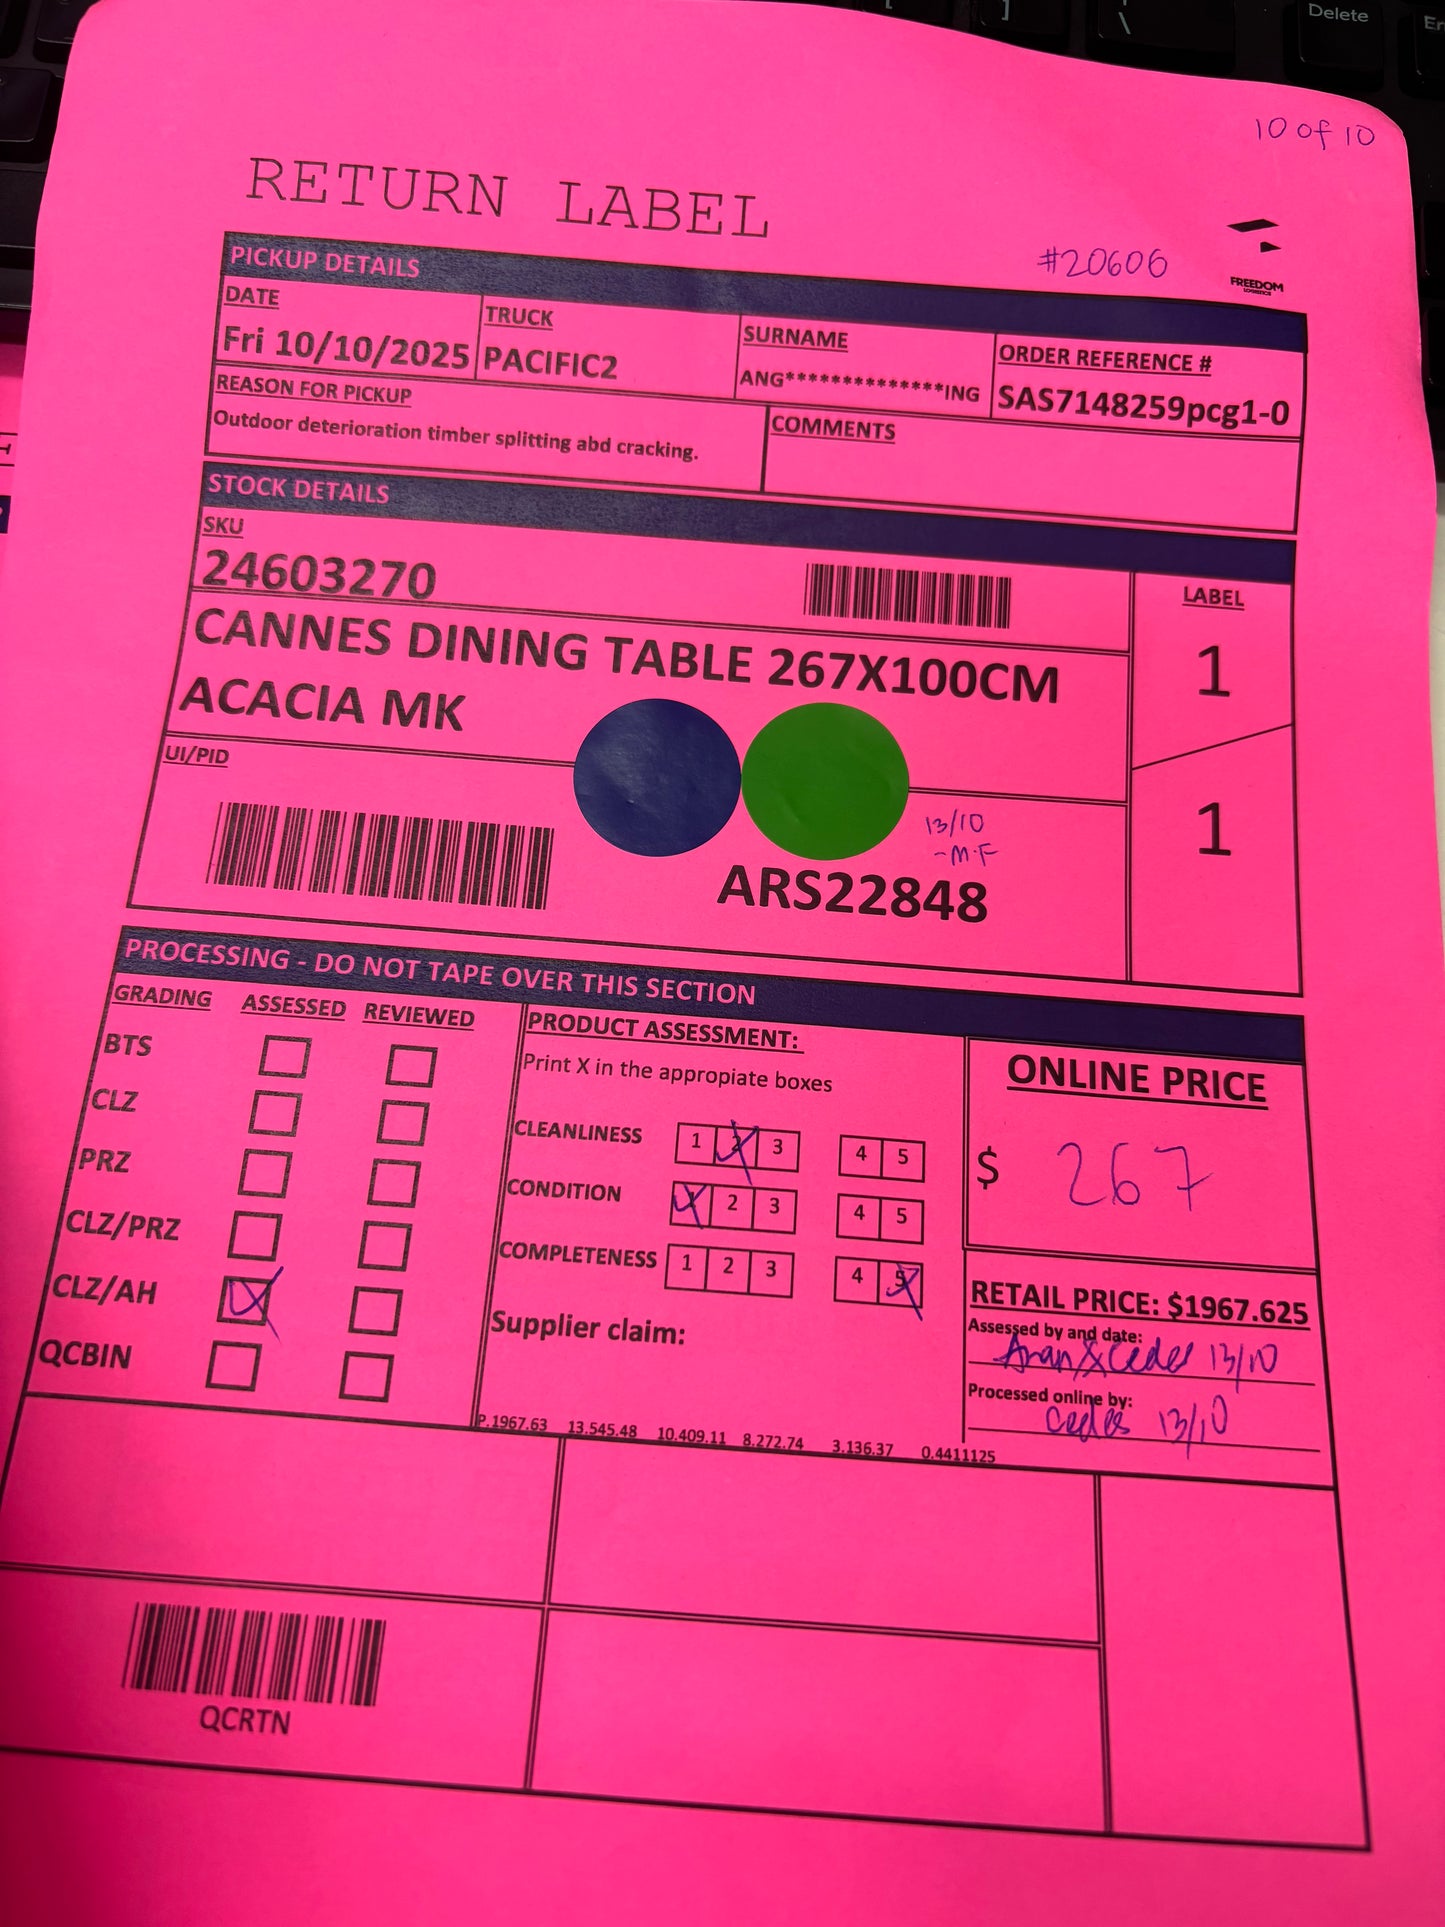 [
]
\
Delete
10 of 10
RETURN LABEL
#20606
FREEDOM
LOGISTICS
PICKUP DETAILS
DATE
Fri 10/10/2025
TRUCK
PACIFIC2
SURNAME
ANG**************ING
ORDER REFERENCE #
SAS7148259pcg1-0
REASON FOR PICKUP
Outdoor deterioration timber splitting abd cracking.
COMMENTS
STOCK DETAILS
SKU
24603270
LABEL
CANNES DINING TABLE 267X100CM
ACACIA MK
1
UI/PID
13/10
-M.F
1
ARS22848
PROCESSING - DO NOT TAPE OVER THIS SECTION
GRADING ASSESSED REVIEWED
BTS
CLZ
PRZ
CLZ/PRZ
CLZ/AH X
QCBIN
PRODUCT ASSESSMENT:
Print X in the appropiate boxes
CLEANLINESS 1 2 3 4 5
CONDITION 2 3 4 5
COMPLETENESS 1 2 3 4 5
Supplier claim:
P.1967.63 13.545.48 10.409.11 8.272.74 3.136.37 0.4411125
ONLINE PRICE
$ 267
RETAIL PRICE: $1967.625
Assessed by and date:
13/10
Processed online by:
Cedes 13/10
QCRTN